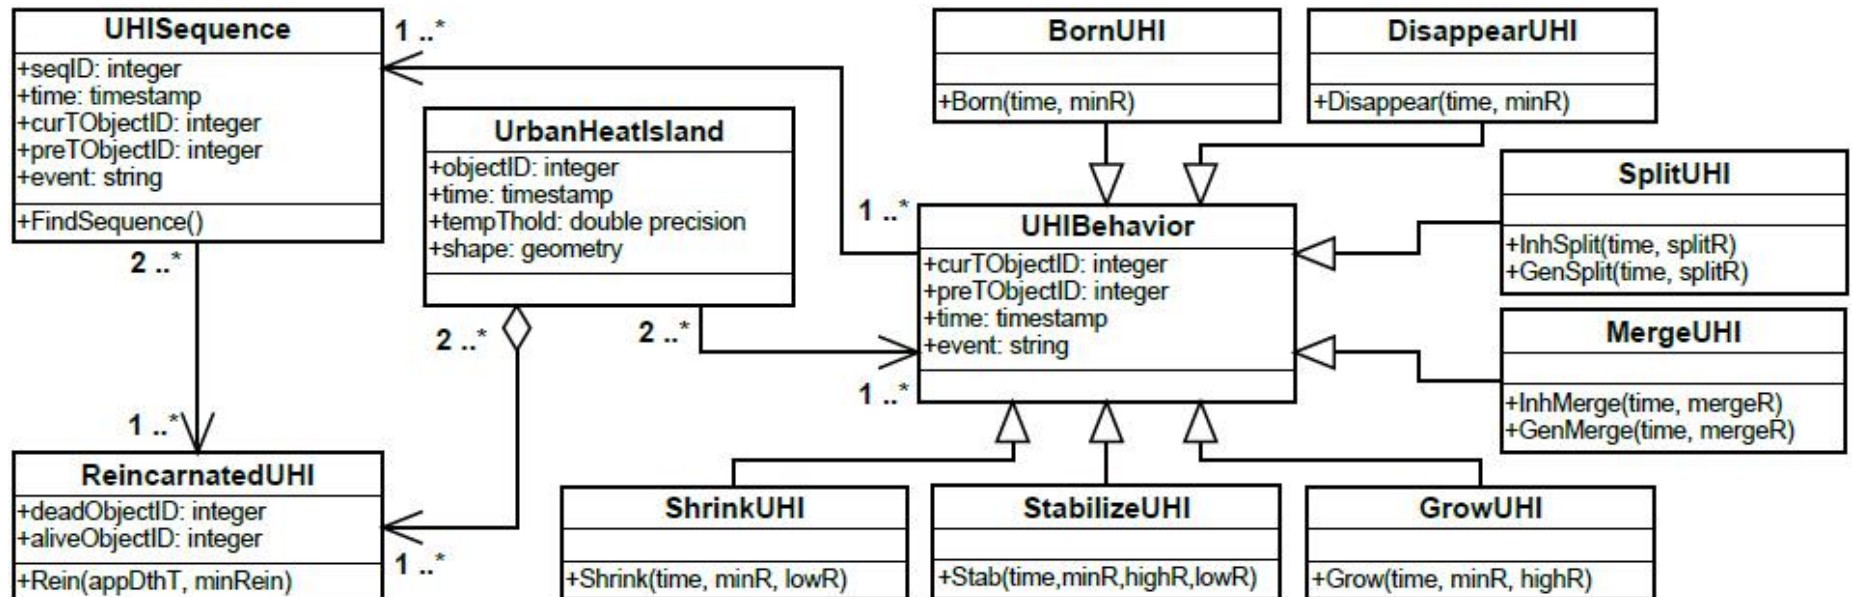 UHISequence
+seqID: integer
+time: timestamp
+curTObjectID: integer
+preTObjectID: integer
+event: string
+FindSequence()
1 ..*
2 ..*
UrbanHeatIsland
+objectID: integer
+time: timestamp
+tempThold: double precision
+shape: geometry
2 ..*
2 ..*
BornUHI
+Born(time, minR)
DisappearUHI
+Disappear(time, minR)
1 ..*
UHIBehavior
+curTObjectID: integer
+preTObjectID: integer
+time: timestamp
+event: string
1 ..*
SplitUHI
+InhSplit(time, splitR)
+GenSplit(time, splitR)
MergeUHI
+InhMerge(time, mergeR)
+GenMerge(time, mergeR)
1 ..*
ReincarnatedUHI
+deadObjectID: integer
+aliveObjectID: integer
+Rein(appDthT, minRein)
1 ..*
ShrinkUHI
+Shrink(time, minR, lowR)
StabilizeUHI
+Stab(time,minR,highR,lowR)
GrowUHI
+Grow(time, minR, highR)